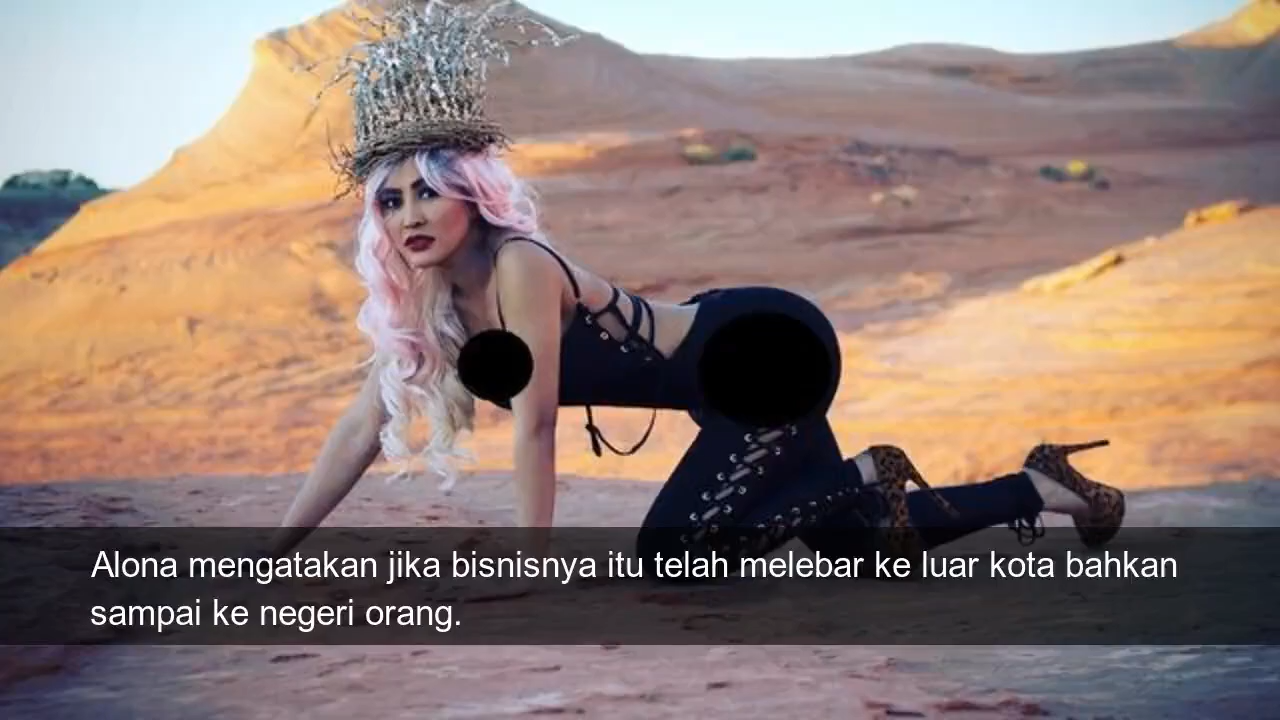 Alona mengatakan jika bisnisnya itu telah melebar ke luar kota bahkan
sampai ke negeri orang.